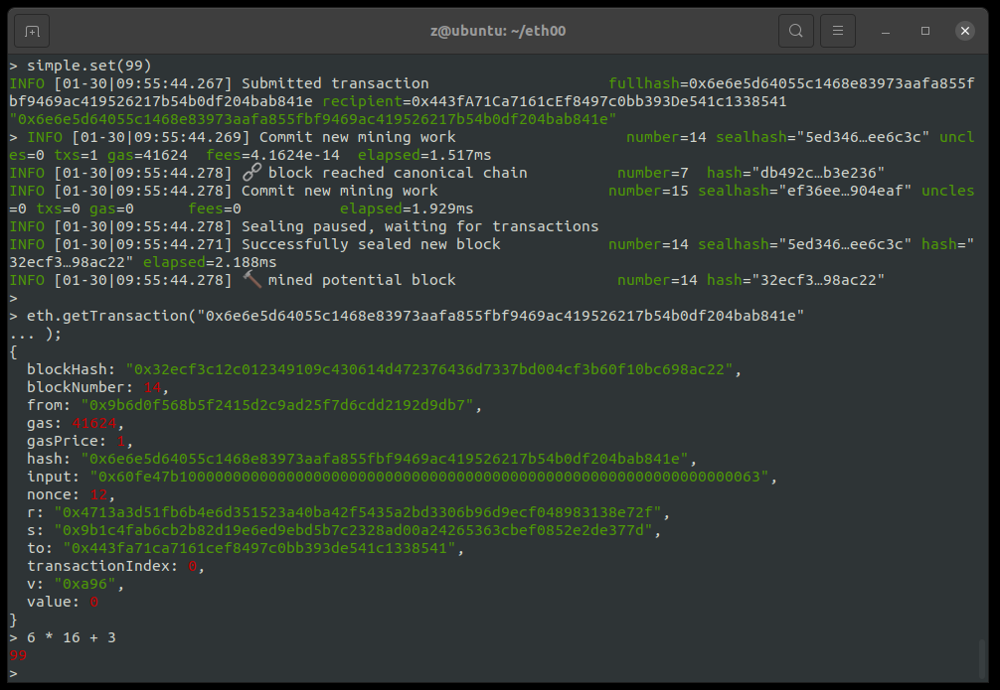 z@ubuntu: ~/eth00
> simple.set(99)
INFO [01-30|09:55:44.267] Submitted transaction fullhash=0x6e6e5d64055c1468e83973aafa855f
bf9469ac419526217b54b0df204bab841e recipient=0x443fA71Ca7161cEf8497c0bb393De541c1338541
"0x6e6e5d64055c1468e83973aafa855fbf9469ac419526217b54b0df204bab841e"
> INFO [01-30|09:55:44.269] Commit new mining work number=14 sealhash="5ed346…ee6c3c" uncl
es=0 txs=1 gas=41624 fees=4.1624e-14 elapsed=1.517ms
INFO [01-30|09:55:44.278] 🔗 block reached canonical chain number=7 hash="db492c…b3e236"
INFO [01-30|09:55:44.278] Commit new mining work number=15 sealhash="ef36ee…904eaf" uncles
=0 txs=0 gas=0 fees=0 elapsed=1.929ms
INFO [01-30|09:55:44.278] Sealing paused, waiting for transactions
INFO [01-30|09:55:44.271] Successfully sealed new block number=14 sealhash="5ed346…ee6c3c" hash="
32ecf3…98ac22" elapsed=2.188ms
INFO [01-30|09:55:44.278] 🔨 mined potential block number=14 hash="32ecf3…98ac22"
>
> eth.getTransaction("0x6e6e5d64055c1468e83973aafa855fbf9469ac419526217b54b0df204bab841e"
... );
{
  blockHash: "0x32ecf3c12c012349109c430614d472376436d7337bd004cf3b60f10bc698ac22",
  blockNumber: 14,
  from: "0x9b6d0f568b5f2415d2c9ad25f7d6cdd2192d9db7",
  gas: 41624,
  gasPrice: 1,
  hash: "0x6e6e5d64055c1468e83973aafa855fbf9469ac419526217b54b0df204bab841e",
  input: "0x60fe47b10000000000000000000000000000000000000000000000000000000000000063",
  nonce: 12,
  r: "0x4713a3d51fb6b4e6d351523a40ba42f5435a2bd3306b96d9ecf048983138e72f",
  s: "0x9b1c4fab6cb2b82d19e6ed9ebd5b7c2328ad00a24265363cbef0852e2de377d",
  to: "0x443fa71ca7161cef8497c0bb393de541c1338541",
  transactionIndex: 0,
  v: "0xa96",
  value: 0
}
> 6 * 16 + 3
99
>